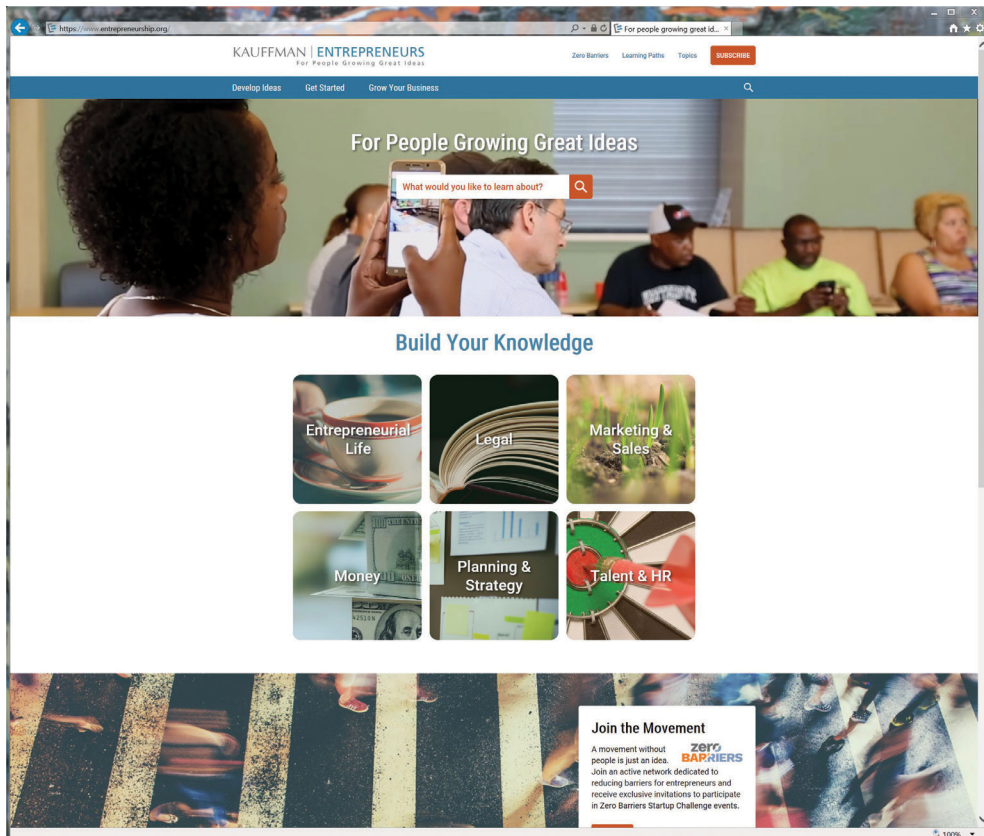 https://www.entrepreneurship.org/
For people growing great id...
KAUFFMAN | ENTREPRENEURS
For People Growing Great Ideas
Zero Barriers Learning Paths Topics SUBSCRIBE
Develop Ideas Get Started Grow Your Business
For People Growing Great Ideas
What would you like to learn about?
Build Your Knowledge
Entrepreneurial
Life
Legal
Marketing &
Sales
Money
Planning &
Strategy
Talent & HR
Join the Movement
A movement without
people is just an idea.
zero
BARRIERS
Join an active network dedicated to
reducing barriers for entrepreneurs and
receive exclusive invitations to participate
in Zero Barriers Startup Challenge events.
100%